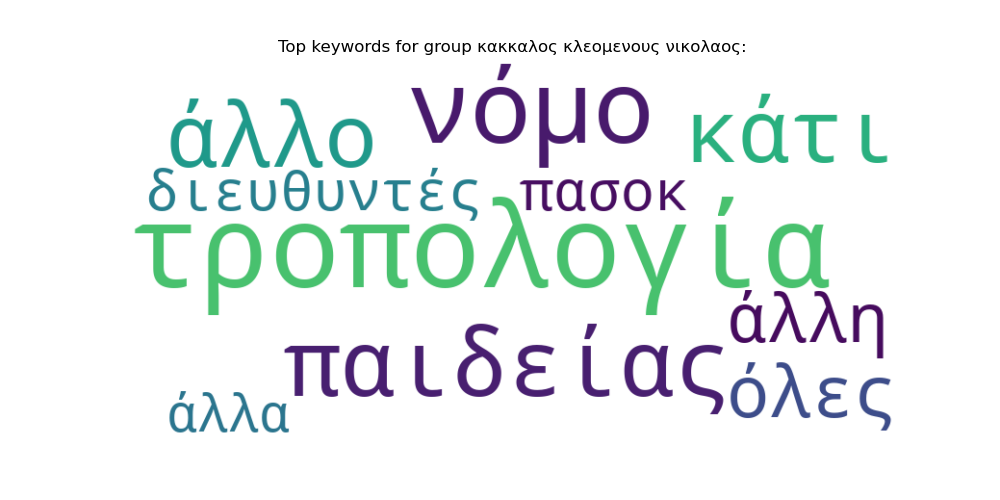 Top keywords for group κακκαλος κλεομενους νικολαος:
άλλο νόμο κάτι
διευθυντές πασοκ
τροπολογία
άλλη
παιδείας όλες
άλλα